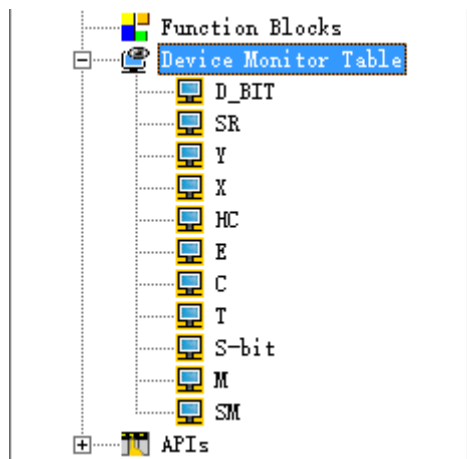 Function Blocks
Device Monitor Table
D_BIT
SR
Y
X
HC
E
C
T
S-bit
M
SM
APIs